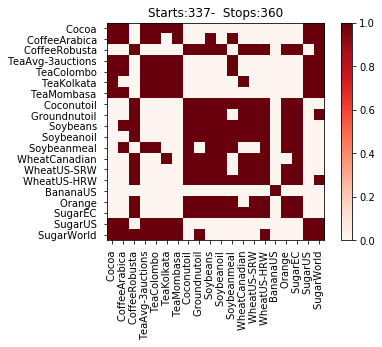 Starts:337- Stops:360
Cocoa
CoffeeArabica
CoffeeRobusta
TeaAvg-3auctions
TeaColombo
TeaKolkata
TeaMombasa
Coconutoil
Groundnutoil
Soybeans
Soybeanoil
Soybeanmeal
WheatCanadian
WheatUS-SRW
WheatUS-HRW
BananaUS
Orange
SugarEC
SugarUS
SugarWorld
1.0
0.8
0.6
0.4
0.2
0.0
Cocoa
CoffeeArabica
CoffeeRobusta
TeaAvg-3auctions
TeaColombo
TeaKolkata
TeaMombasa
Coconutoil
Groundnutoil
Soybeans
Soybeanoil
Soybeanmeal
WheatCanadian
WheatUS-SRW
WheatUS-HRW
BananaUS
Orange
SugarEC
SugarUS
SugarWorld